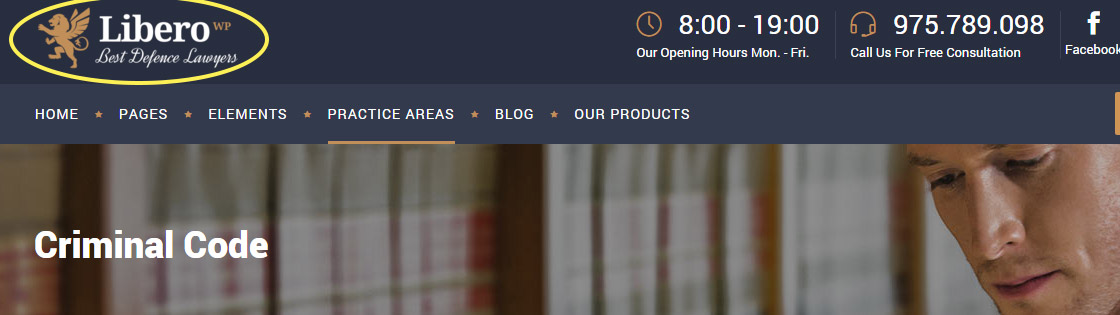 Libero WP
Best Defence Lawyers
8:00 - 19:00
Our Opening Hours Mon. - Fri.
975.789.098
Call Us For Free Consultation
Facebook
HOME PAGES ELEMENTS PRACTICE AREAS BLOG OUR PRODUCTS
Criminal Code